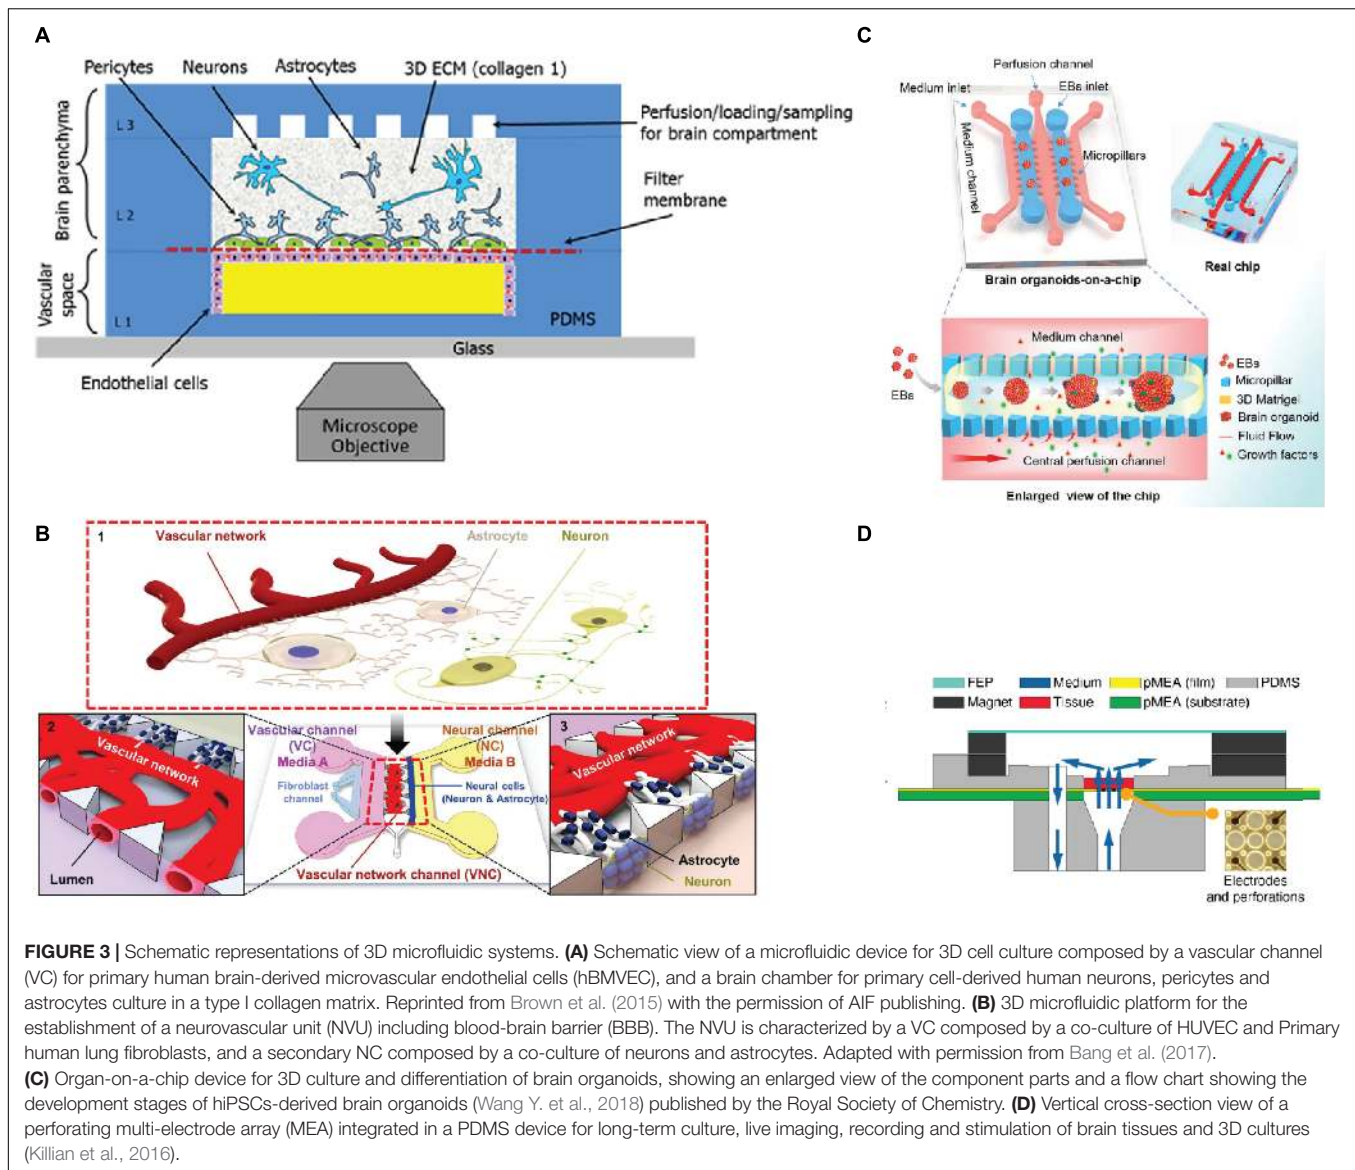 A
Pericytes
Neurons
Astrocytes
3D ECM (collagen 1)
Brain parenchyma
L 3
Perfusion/loading/sampling
for brain compartment
L 2
Filter
membrane
Vascular
space
L 1
PDMS
Glass
Endothelial cells
Microscope
Objective
C
Perfusion channel
Medium inlet
EBs inlet
Medium channel
Micropillars
Brain organoids-on-a-chip
Real chip
Medium channel
EBs
EBs
Micropillar
3D Matrigel
Brain organoid
Fluid Flow
Growth factors
Central perfusion channel
Enlarged view of the chip
B
1
Vascular network
Astrocyte
Neuron
2
Vascular network
Lumen
Vascular channel
(VC)
Media A
Neural channel
(NC)
Media B
Fibroblast
channel
Neural cells
(Neuron & Astrocyte)
Vascular network channel (VNC)
3
Vascular network
Astrocyte
Neuron
D
FEP
Medium
pMEA (film)
PDMS
Magnet
Tissue
pMEA (substrate)
Electrodes
and perforations
FIGURE 3 | Schematic representations of 3D microfluidic systems. (A) Schematic view of a microfluidic device for 3D cell culture composed by a vascular channel
(VC) for primary human brain-derived microvascular endothelial cells (hBMVEC), and a brain chamber for primary cell-derived human neurons, pericytes and
astrocytes culture in a type I collagen matrix. Reprinted from Brown et al. (2015) with the permission of AIF publishing. (B) 3D microfluidic platform for the
establishment of a neurovascular unit (NVU) including blood-brain barrier (BBB). The NVU is characterized by a VC composed by a co-culture of HUVEC and Primary
human lung fibroblasts, and a secondary NC composed by a co-culture of neurons and astrocytes. Adapted with permission from Bang et al. (2017).
(C) Organ-on-a-chip device for 3D culture and differentiation of brain organoids, showing an enlarged view of the component parts and a flow chart showing the
development stages of hiPSCs-derived brain organoids (Wang Y. et al., 2018) published by the Royal Society of Chemistry. (D) Vertical cross-section view of a
perforating multi-electrode array (MEA) integrated in a PDMS device for long-term culture, live imaging, recording and stimulation of brain tissues and 3D cultures
(Killian et al., 2016).